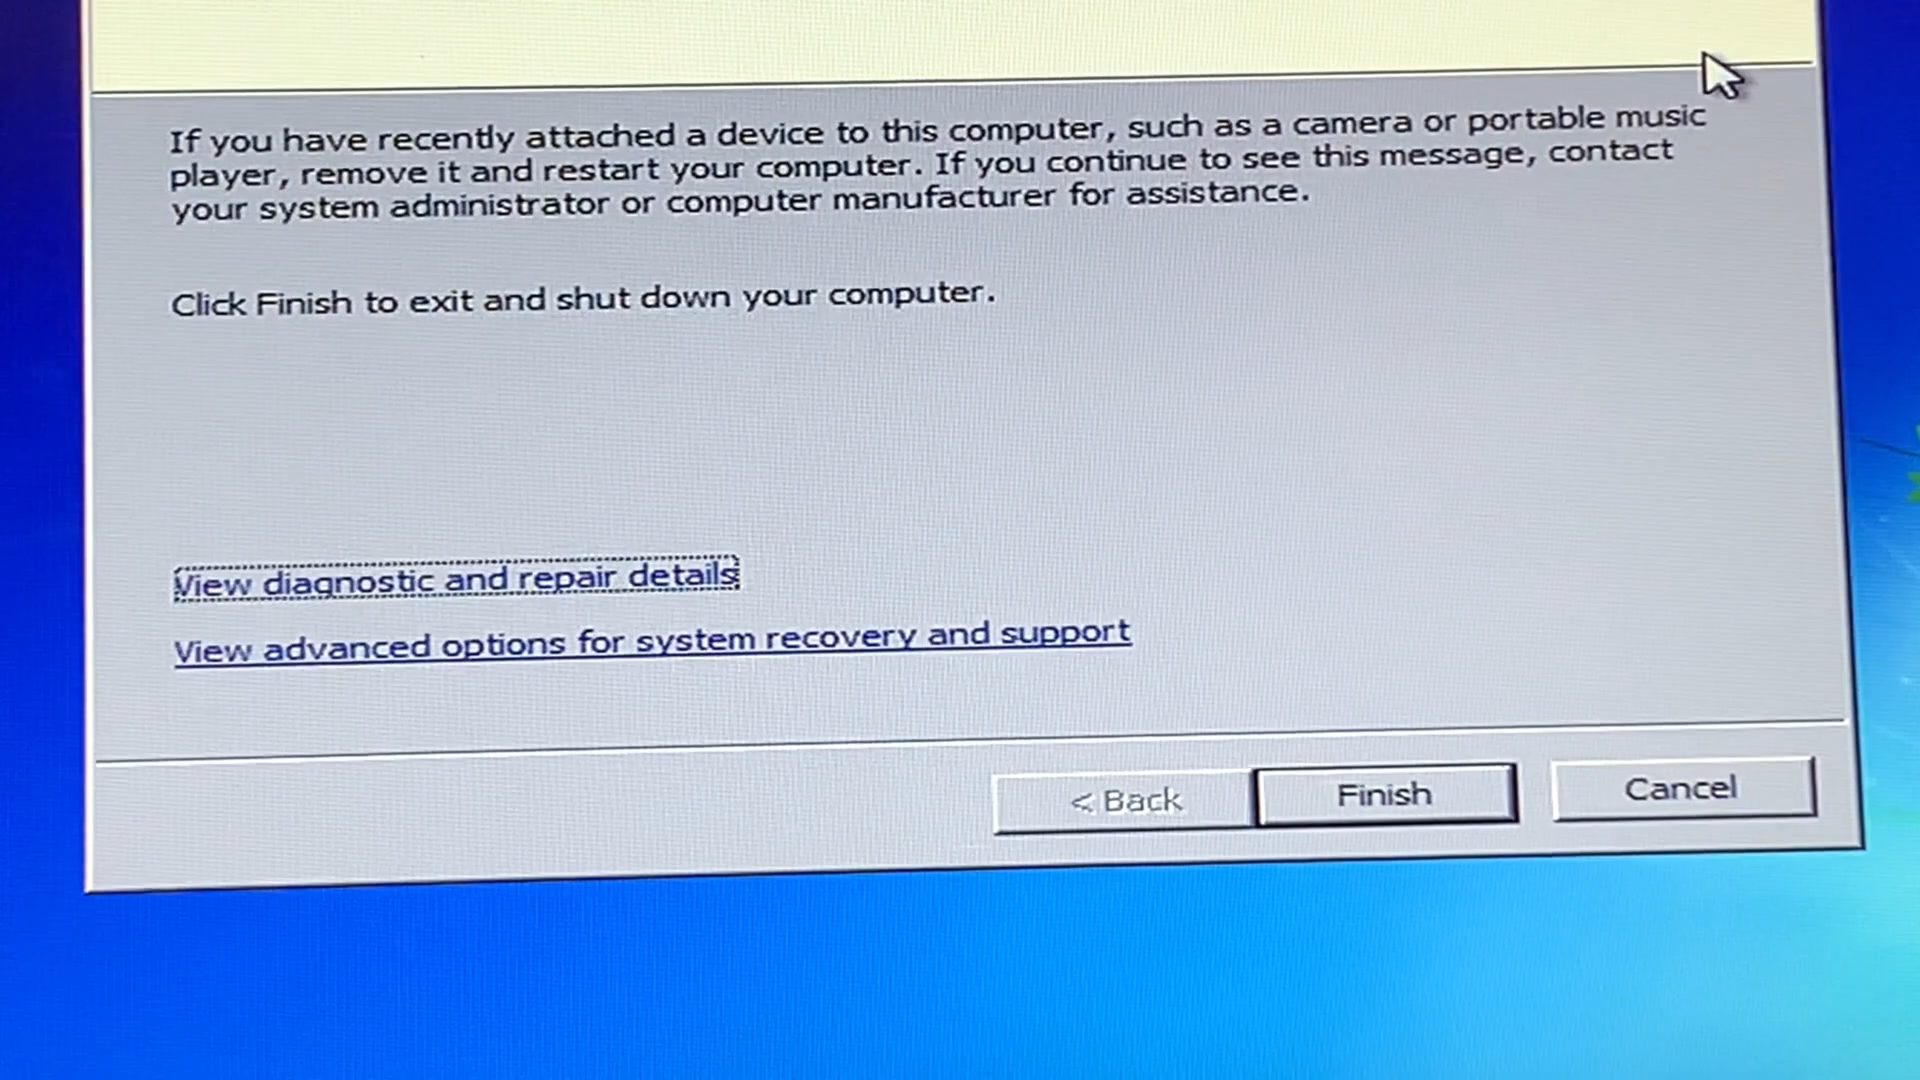 If you have recently attached a device to this computer, such as a camera or portable music
player, remove it and restart your computer. If you continue to see this message, contact
your system administrator or computer manufacturer for assistance.
Click Finish to exit and shut down your computer.
View diagnostic and repair details
View advanced options for system recovery and support
< Back
Finish
Cancel